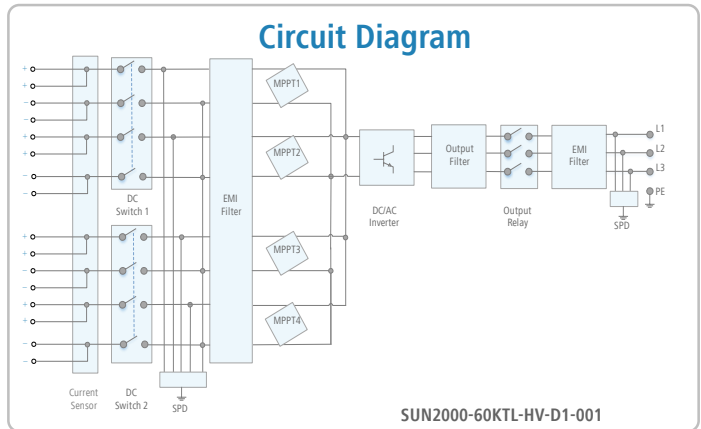 Circuit Diagram
+
+
−
−
+
+
−
−
+
+
−
−
+
+
−
−
Current
Sensor
DC
Switch 1
DC
Switch 2
SPD
EMI
Filter
MPPT1
MPPT2
MPPT3
MPPT4
DC/AC
Inverter
Output
Filter
Output
Relay
EMI
Filter
L1
L2
L3
PE
SPD
SUN2000-60KTL-HV-D1-001